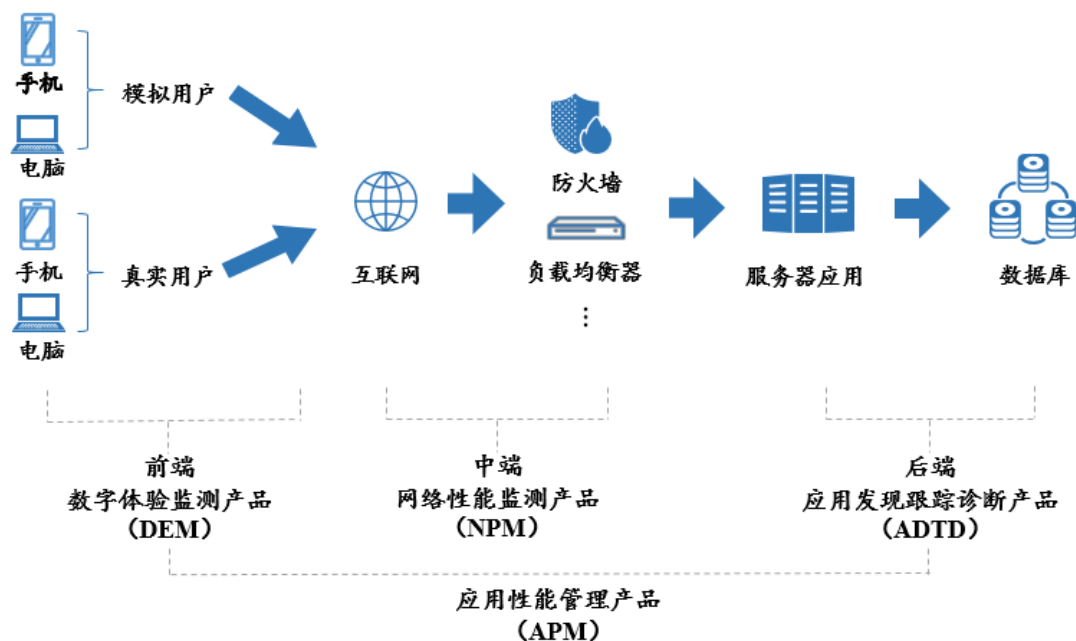 手机
模拟用户
电脑
手机
真实用户
电脑
互联网
防火墙
负载均衡器
⋮
服务器应用
数据库
前端
数字体验监测产品
（DEM）
中端
网络性能监测产品
（NPM）
后端
应用发现跟踪诊断产品
（ADTD）
应用性能管理产品
（APM）